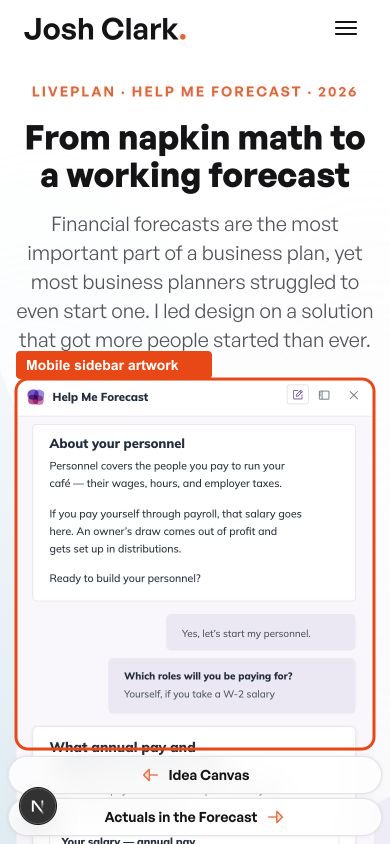 Josh Clark.
LIVEPLAN · HELP ME FORECAST · 2026
From napkin math to
a working forecast
Financial forecasts are the most
important part of a business plan, yet
most business planners struggled to
even start one. I led design on a solution
that got more people started than ever.
Mobile sidebar artwork
Help Me Forecast
About your personnel
Personnel covers the people you pay to run your
café — their wages, hours, and employer taxes.
If you pay yourself through payroll, that salary goes
here. An owner's draw comes out of profit and
gets set up in distributions.
Ready to build your personnel?
Yes, let's start my personnel.
Which roles will you be paying for?
Yourself, if you take a W-2 salary
What annual pay and
Idea Canvas
N
Actuals in the Forecast
Your salary — annual pay